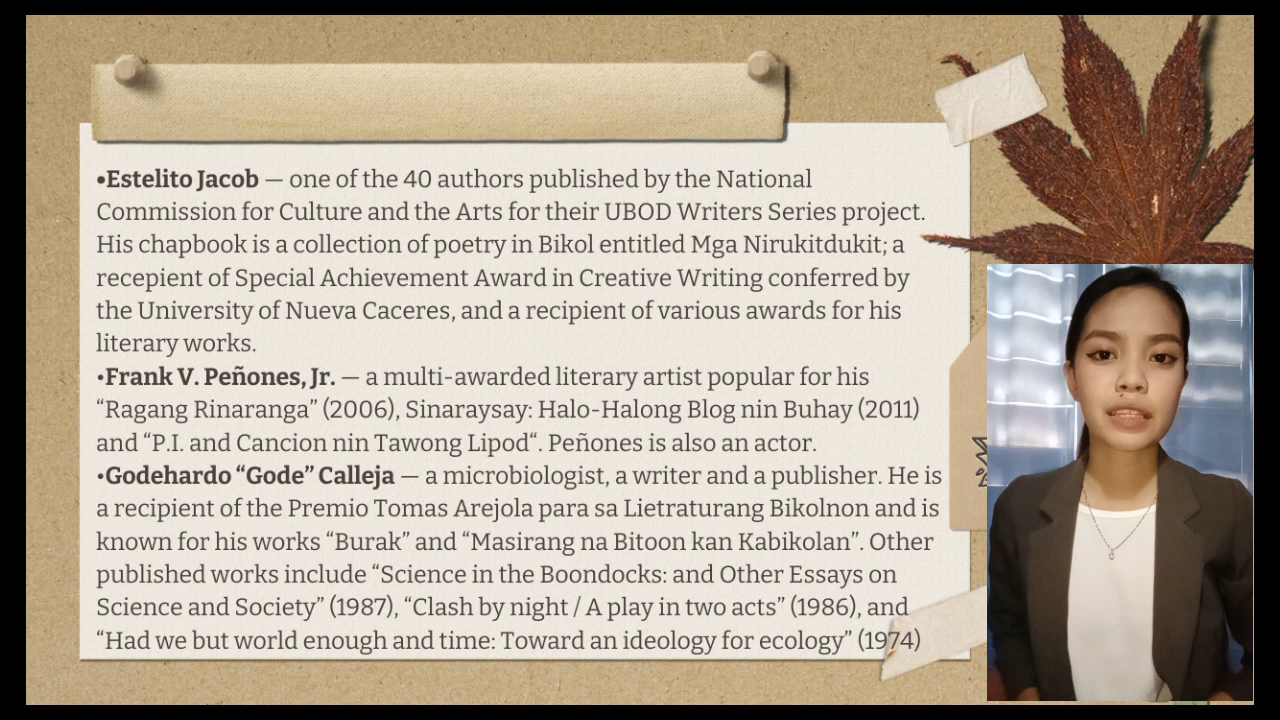 •Estelito Jacob — one of the 40 authors published by the National
Commission for Culture and the Arts for their UBOD Writers Series project.
His chapbook is a collection of poetry in Bikol entitled Mga Nirukitdukit; a
recepient of Special Achievement Award in Creative Writing conferred by
the University of Nueva Caceres, and a recipient of various awards for his
literary works.
•Frank V. Peñones, Jr. — a multi-awarded literary artist popular for his
“Ragang Rinaranga” (2006), Sinaraysay: Halo-Halong Blog nin Buhay (2011)
and “P.I. and Cancion nin Tawong Lipod“. Peñones is also an actor.
•Godehardo “Gode” Calleja — a microbiologist, a writer and a publisher. He is
a recipient of the Premio Tomas Arejola para sa Lietraturang Bikolnon and is
known for his works “Burak” and “Masirang na Bitoon kan Kabikolan”. Other
published works include “Science in the Boondocks: and Other Essays on
Science and Society” (1987), “Clash by night / A play in two acts” (1986), and
“Had we but world enough and time: Toward an ideology for ecology” (1974)